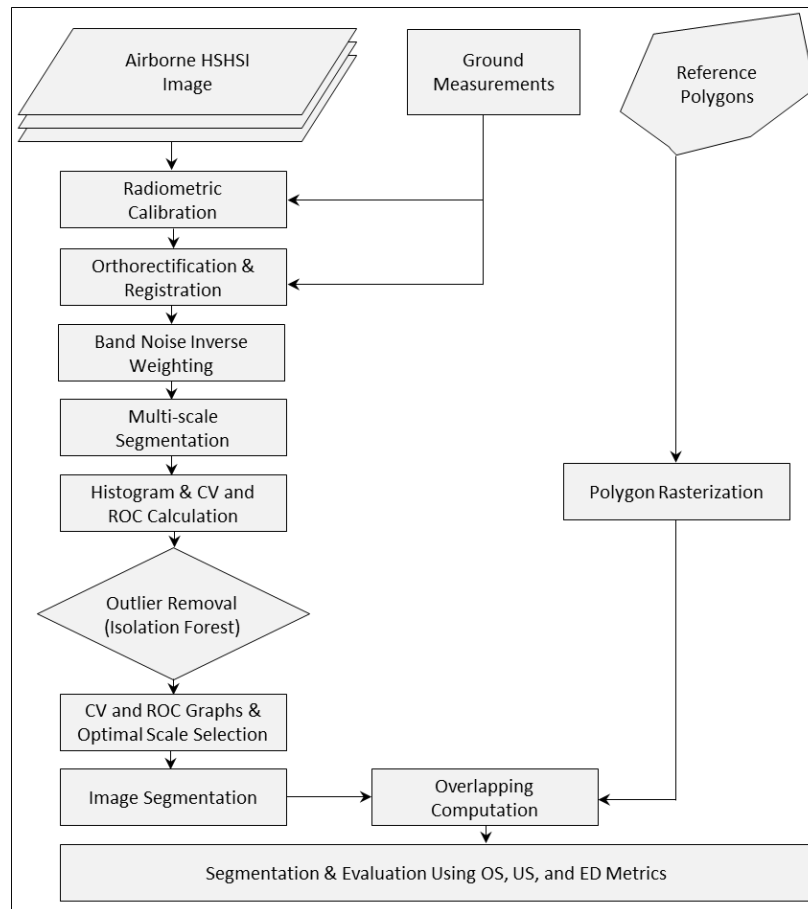 Airborne HSHSI
Image
Ground
Measurements
Reference
Polygons
Radiometric
Calibration
Orthorectification &
Registration
Band Noise Inverse
Weighting
Multi-scale
Segmentation
Histogram & CV and
ROC Calculation
Polygon Rasterization
Outlier Removal
(Isolation Forest)
CV and ROC Graphs &
Optimal Scale Selection
Image Segmentation
Overlapping
Computation
Segmentation & Evaluation Using OS, US, and ED Metrics